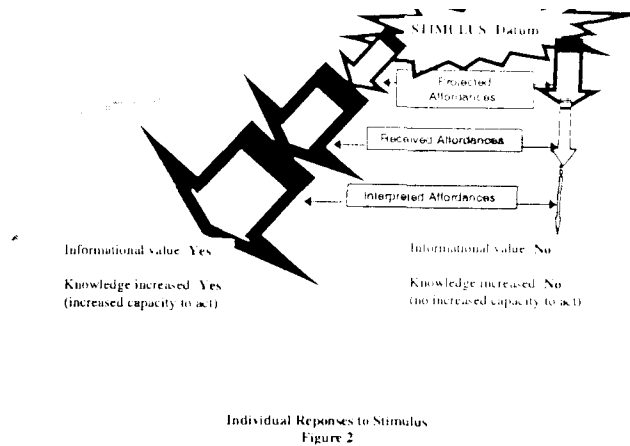 STIMULUS Datum
Projected
Affordances
Received Affordances
Interpreted Affordances
Informational value Yes
Knowledge increased Yes
(increased capacity to act)
Informational value No
Knowledge increased No
(no increased capacity to act)
Individual Reponses to Stimulus
Figure 2